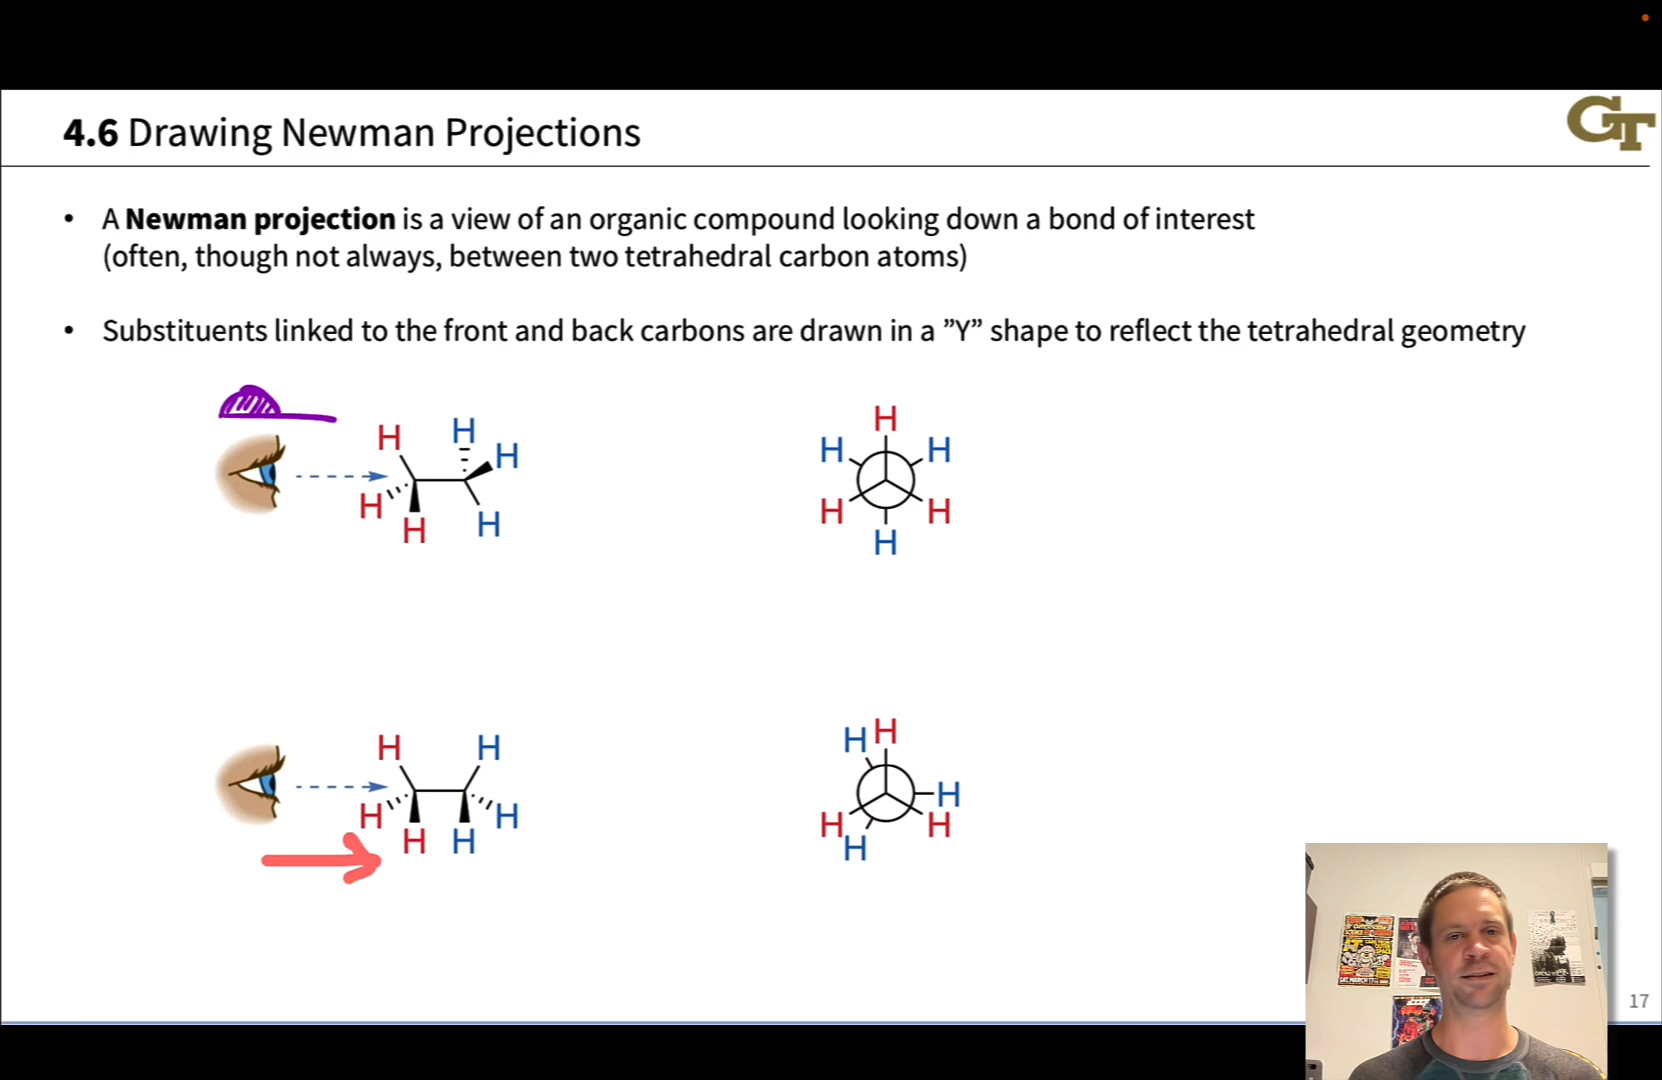 GT
4.6 Drawing Newman Projections
• A Newman projection is a view of an organic compound looking down a bond of interest
(often, though not always, between two tetrahedral carbon atoms)
• Substituents linked to the front and back carbons are drawn in a ”Y” shape to reflect the tetrahedral geometry
H H H
H H H
H
H H H
H H
H
H H
H H H H
H H
H H H
H H
H
17